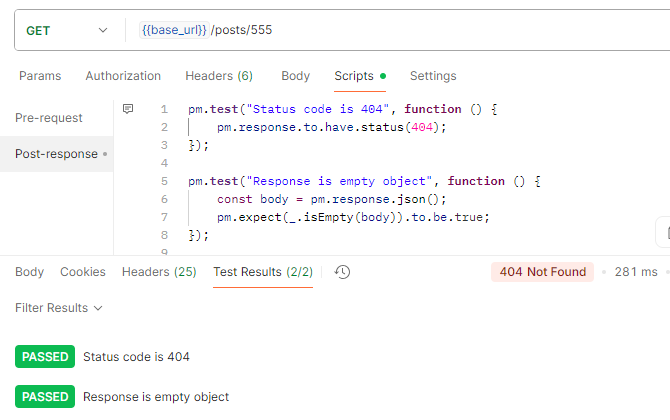 GET {{base_url}} /posts/555
Params Authorization Headers (6) Body Scripts Settings
Pre-request
Post-response
1 pm.test("Status code is 404", function () {
2 pm.response.to.have.status(404);
3 });
4
5 pm.test("Response is empty object", function () {
6 const body = pm.response.json();
7 pm.expect(_.isEmpty(body)).to.be.true;
8 });
9
Body Cookies Headers (25) Test Results (2/2) 404 Not Found 281 ms
Filter Results
PASSED Status code is 404
PASSED Response is empty object